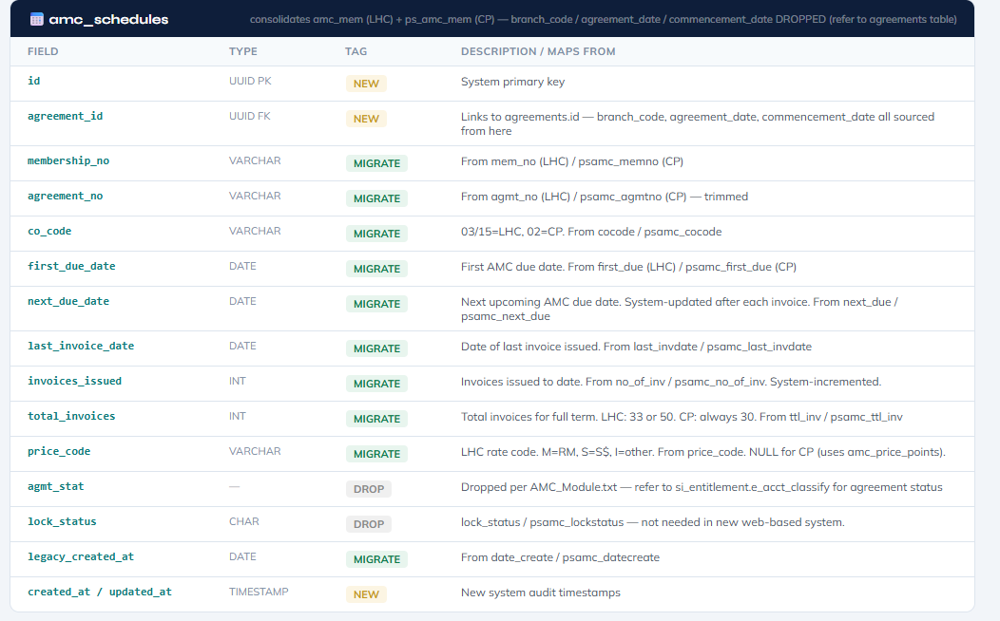 amc_schedules
consolidates amc_mem (LHC) + ps_amc_mem (CP) — branch_code / agreement_date / commencement_date DROPPED (refer to agreements table)
FIELD TYPE TAG DESCRIPTION / MAPS FROM
id UUID PK NEW System primary key
agreement_id UUID FK NEW Links to agreements.id — branch_code, agreement_date, commencement_date all sourced
from here
membership_no VARCHAR MIGRATE From mem_no (LHC) / psamc_memno (CP)
agreement_no VARCHAR MIGRATE From agmt_no (LHC) / psamc_agmtno (CP) — trimmed
co_code VARCHAR MIGRATE 03/15=LHC, 02=CP. From cocode / psamc_cocode
first_due_date DATE MIGRATE First AMC due date. From first_due (LHC) / psamc_first_due (CP)
next_due_date DATE MIGRATE Next upcoming AMC due date. System-updated after each invoice. From next_due /
psamc_next_due
last_invoice_date DATE MIGRATE Date of last invoice issued. From last_invdate / psamc_last_invdate
invoices_issued INT MIGRATE Invoices issued to date. From no_of_inv / psamc_no_of_inv. System-incremented.
total_invoices INT MIGRATE Total invoices for full term. LHC: 33 or 50. CP: always 30. From ttl_inv / psamc_ttl_inv
price_code VARCHAR MIGRATE LHC rate code. M=RM, S=S$, I=other. From price_code. NULL for CP (uses amc_price_points).
agmt_stat — DROP Dropped per AMC_Module.txt — refer to si_entitlement.e_acct_classify for agreement status
lock_status CHAR DROP lock_status / psamc_lockstatus — not needed in new web-based system.
legacy_created_at DATE MIGRATE From date_create / psamc_datecreate
created_at / updated_at TIMESTAMP NEW New system audit timestamps